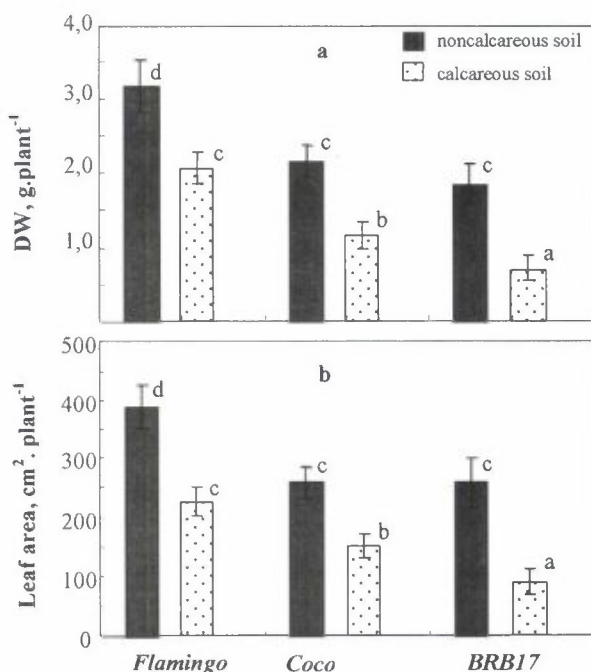 4,0
a
noncalcareous soil
calcareous soil
3,0
2,0
1,0
DW, g.plant⁻¹
d
c
c
b
c
a
500
b
400
300
200
100
0
Leaf area, cm². plant⁻¹
d
c
c
b
c
a
Flamingo Coco BRB17